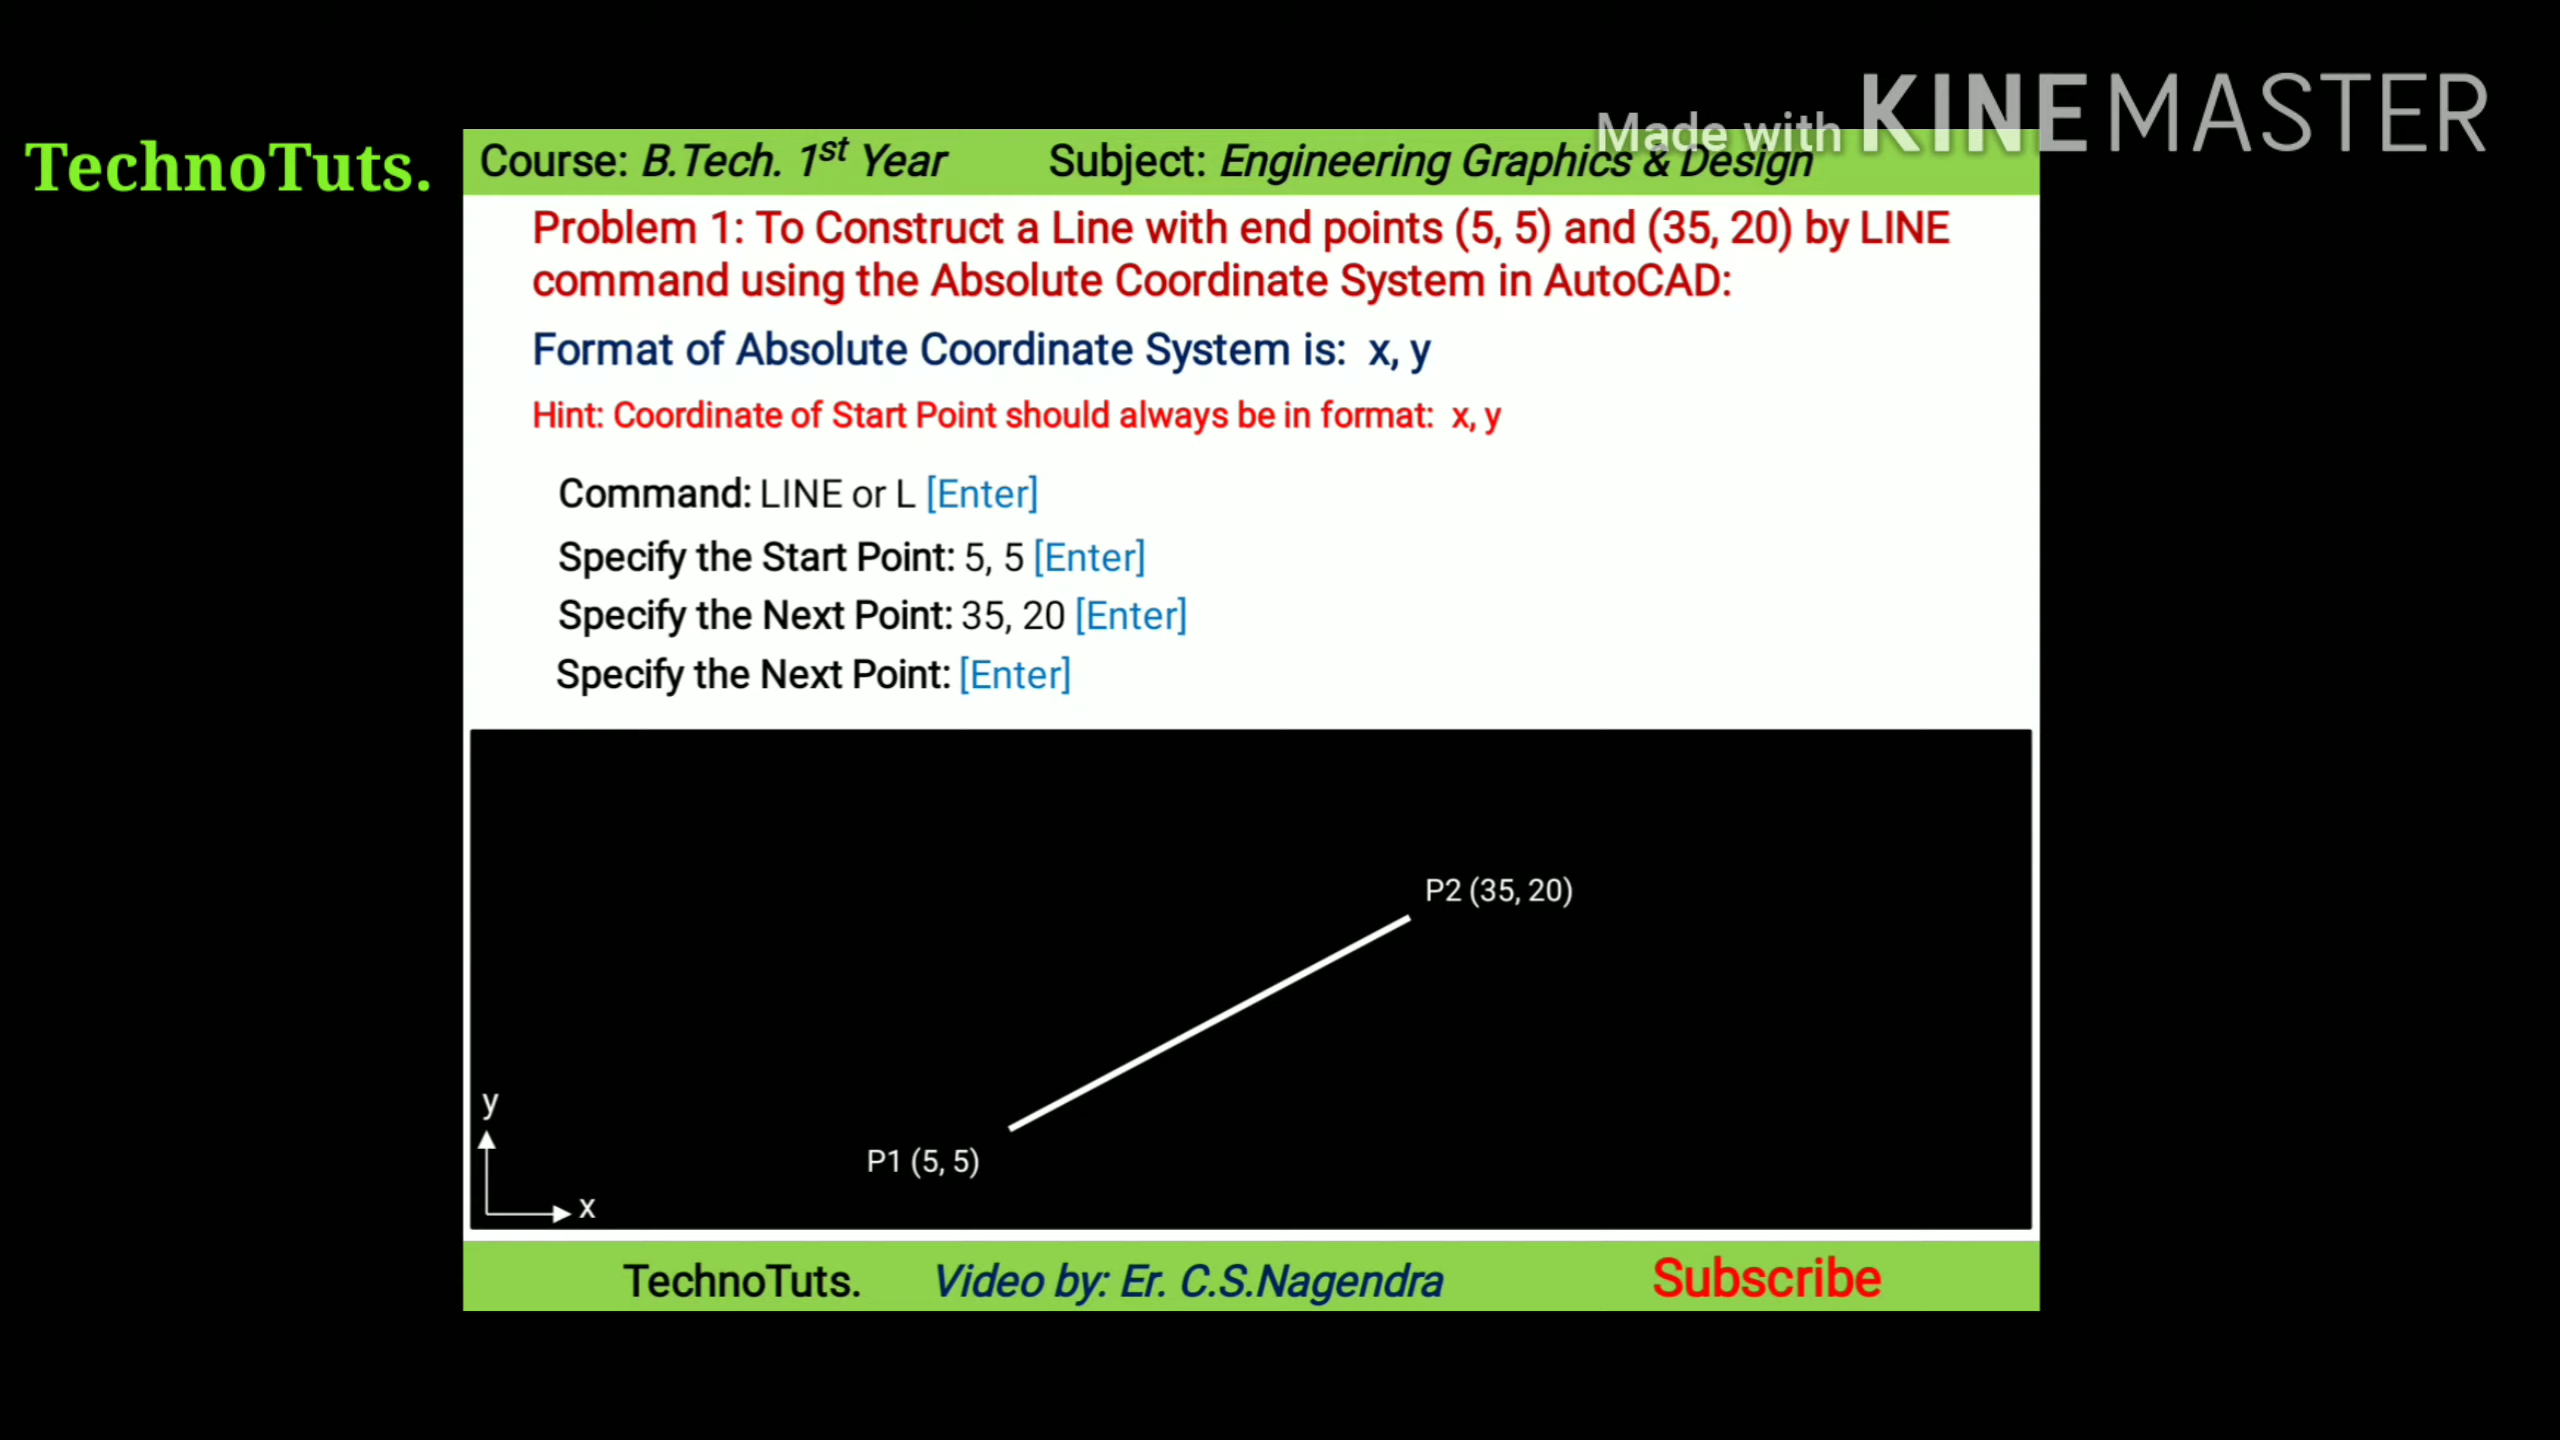 Made with KINEMASTER
TechnoTuts.
Course: B.Tech. 1st Year Subject: Engineering Graphics & Design
Problem 1: To Construct a Line with end points (5, 5) and (35, 20) by LINE
command using the Absolute Coordinate System in AutoCAD:
Format of Absolute Coordinate System is: x, y
Hint: Coordinate of Start Point should always be in format: x, y
Command: LINE or L [Enter]
Specify the Start Point: 5, 5 [Enter]
Specify the Next Point: 35, 20 [Enter]
Specify the Next Point: [Enter]
P2 (35, 20)
y
P1 (5, 5)
x
TechnoTuts. Video by: Er. C.S.Nagendra Subscribe